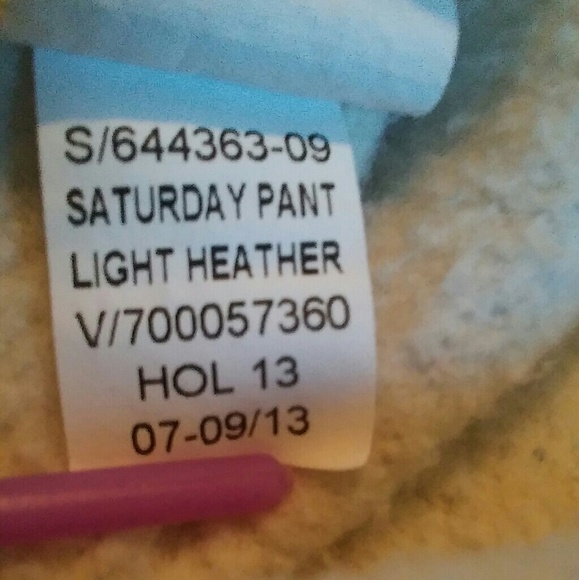 S/644363-09
SATURDAY PANT
LIGHT HEATHER
V/700057360
HOL 13
07-09/13